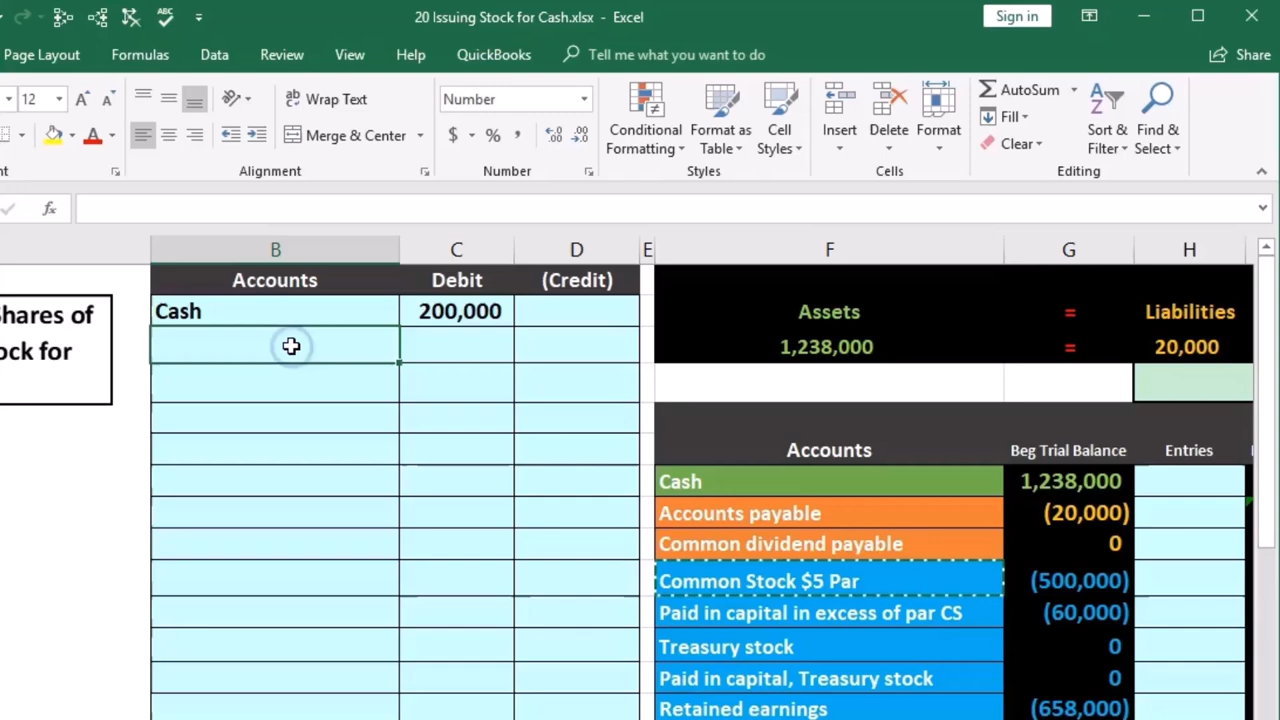 20 Issuing Stock for Cash.xlsx - Excel
Sign in
Page Layout Formulas Data Review View Help QuickBooks Tell me what you want to do Share
12 A A Wrap Text Number AutoSum
A Merge & Center $ % , Conditional Formatting Format as Table Cell Styles Insert Delete Format Fill Clear Sort & Filter Find & Select
Alignment Number Styles Cells Editing
fx
B C D E F G H
Accounts Debit (Credit)
Cash 200,000
Shares of
ock for
Assets = Liabilities
1,238,000 = 20,000
Accounts Beg Trial Balance Entries
Cash 1,238,000
Accounts payable (20,000)
Common dividend payable 0
Common Stock $5 Par (500,000)
Paid in capital in excess of par CS (60,000)
Treasury stock 0
Paid in capital, Treasury stock 0
Retained earnings (658,000)